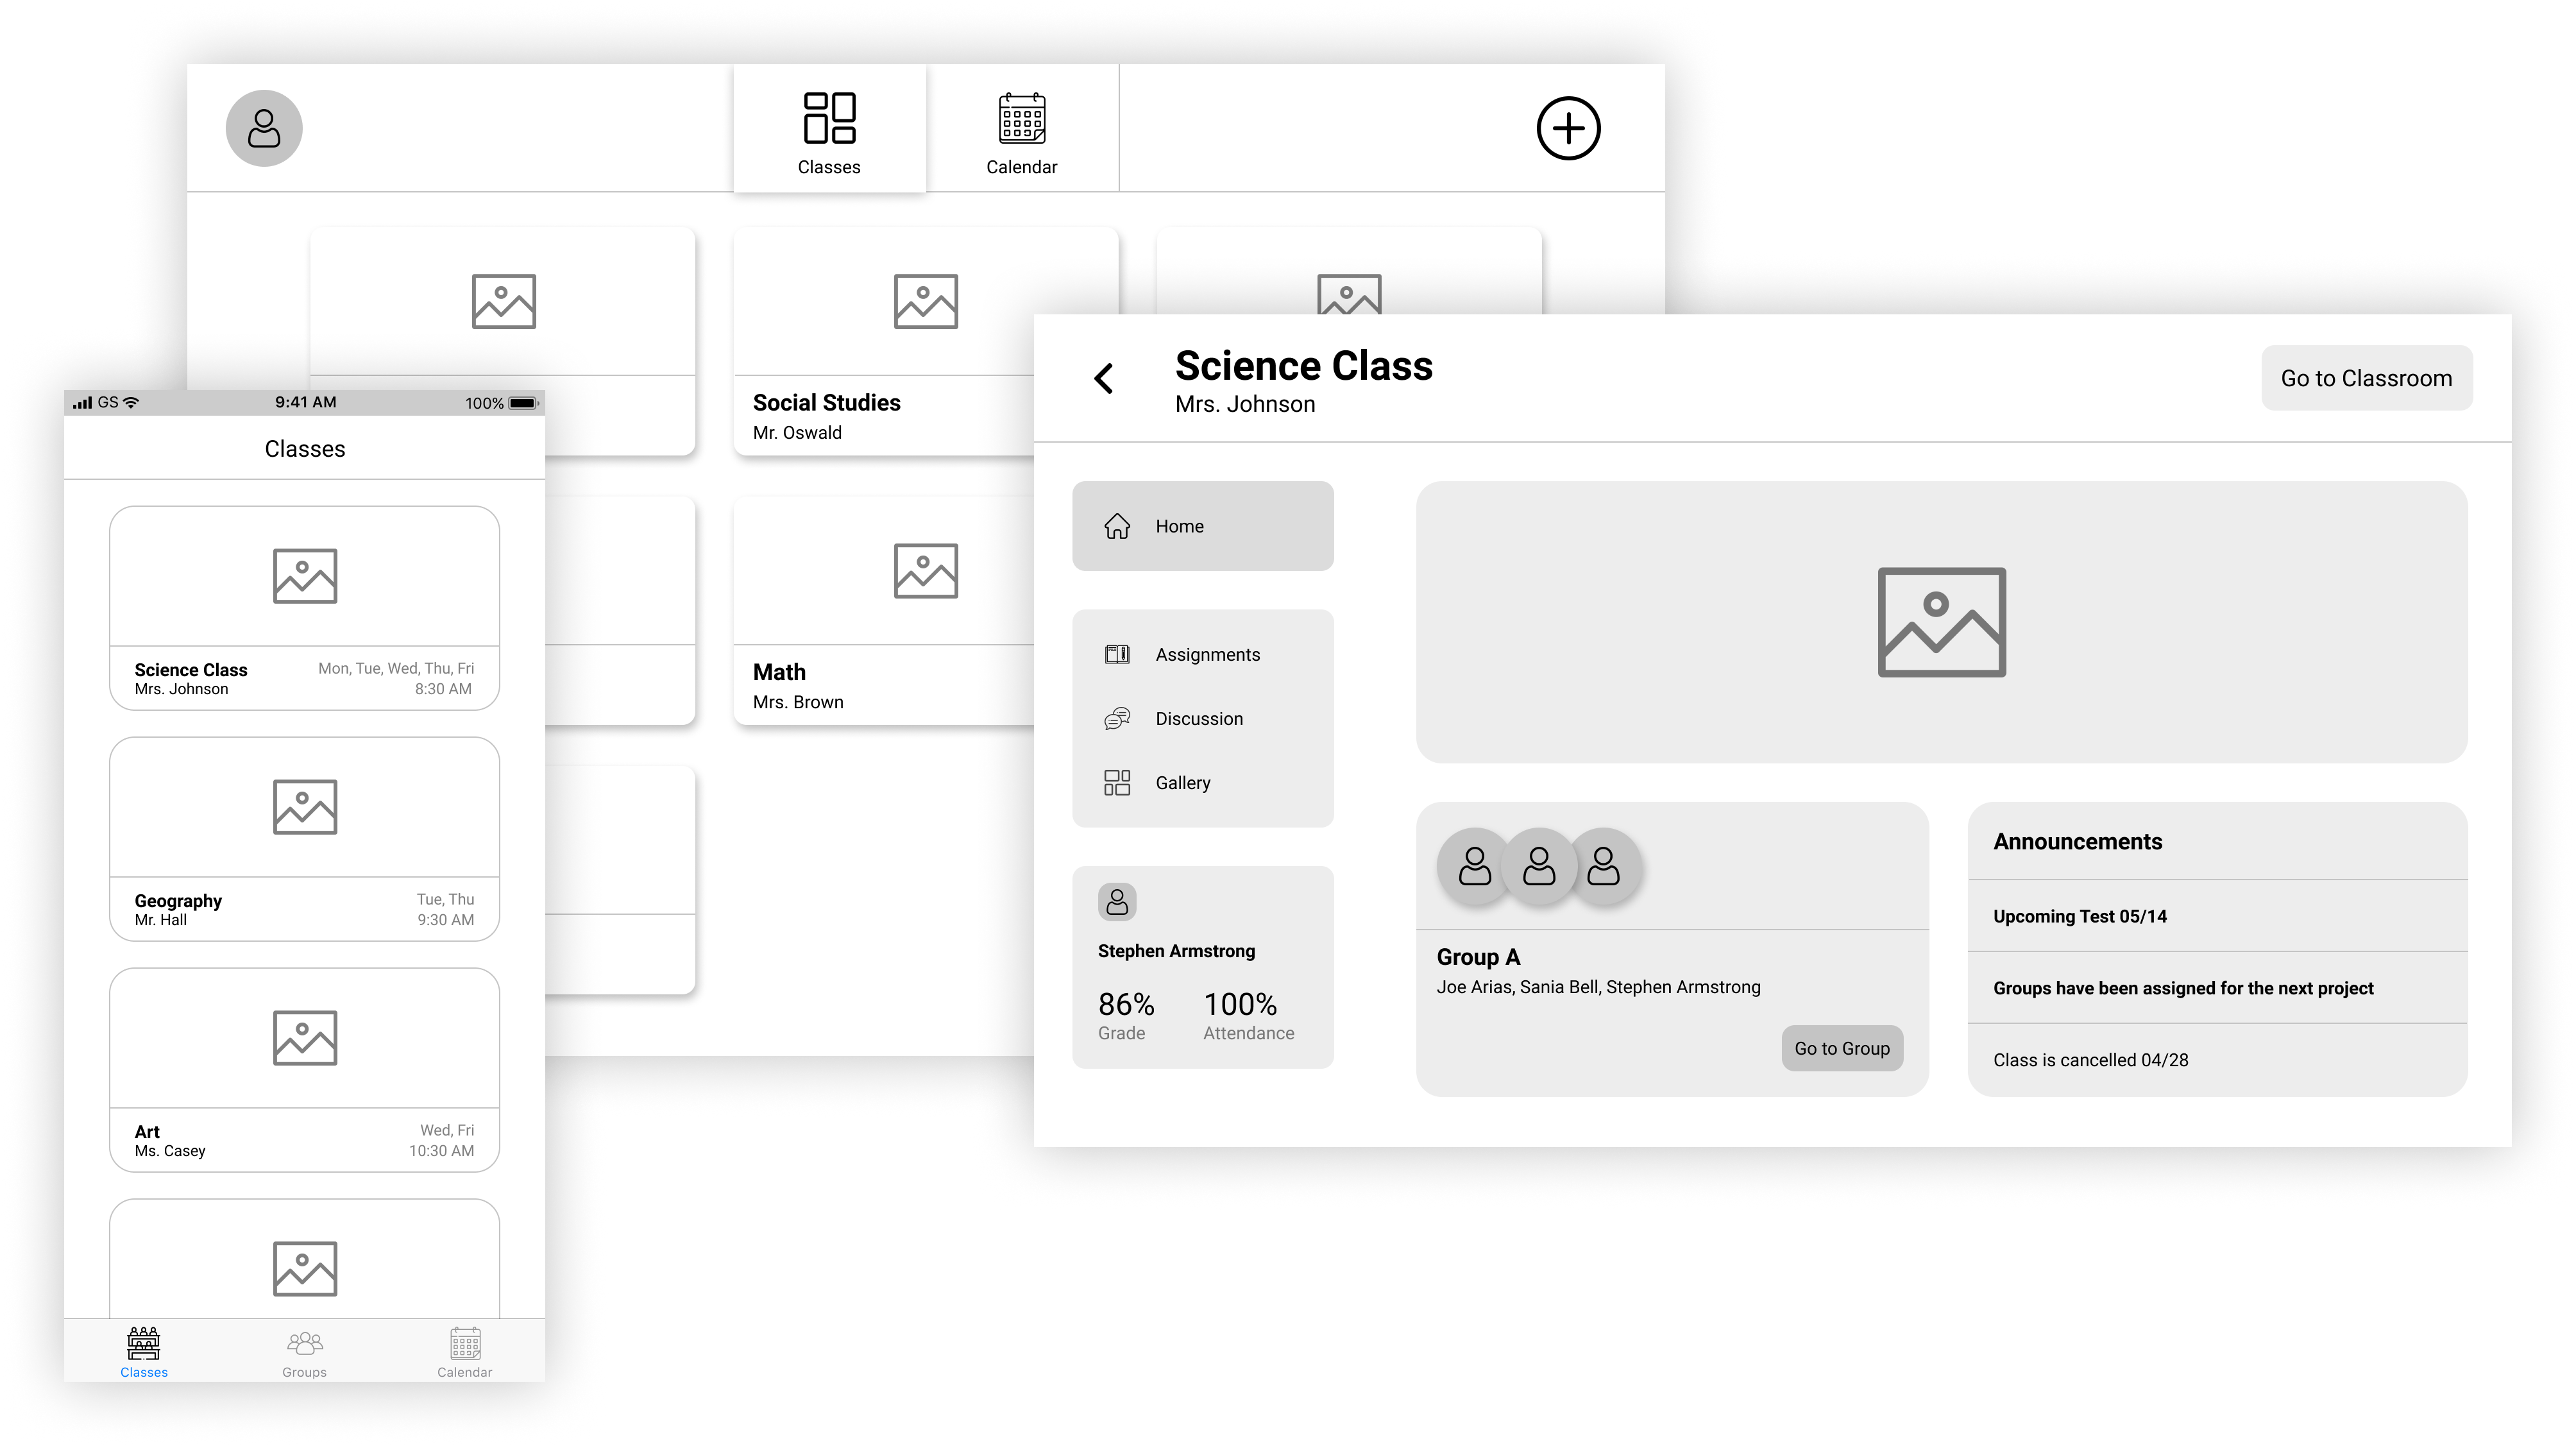 Classes
Calendar
Social Studies
Mr. Oswald
Math
Mrs. Brown
GS
9:41 AM
100%
Classes
Science Class
Mrs. Johnson
Mon, Tue, Wed, Thu, Fri
8:30 AM
Geography
Mr. Hall
Tue, Thu
9:30 AM
Art
Ms. Casey
Wed, Fri
10:30 AM
Classes
Groups
Calendar
Science Class
Mrs. Johnson
Go to Classroom
Home
Assignments
Discussion
Gallery
Stephen Armstrong
86%
Grade
100%
Attendance
Group A
Joe Arias, Sania Bell, Stephen Armstrong
Go to Group
Announcements
Upcoming Test 05/14
Groups have been assigned for the next project
Class is cancelled 04/28